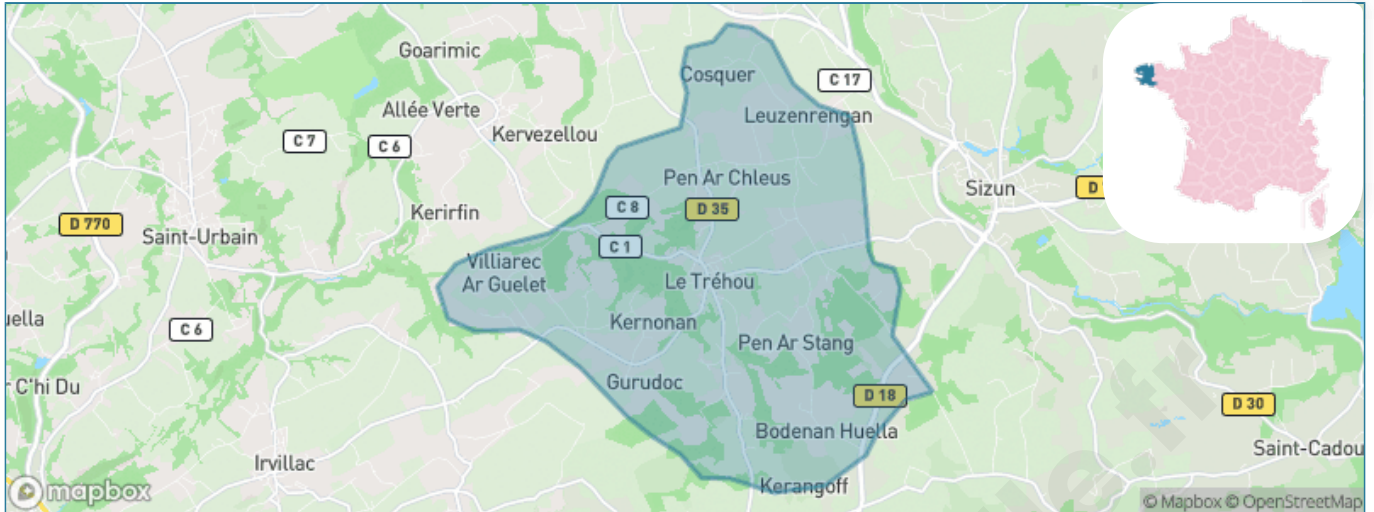 Goarimic
Cosquer
C 17
Allée Verte
Leuzenrengan
Kervezellou
C 7
C 6
Pen Ar Chleus
Sizun
D
Kerirfin
C 8
D 35
D 770
Saint-Urbain
C 1
Villiarec
Ar Guelet
Le Tréhou
uella
C 6
Kernonan
Pen Ar Stang
r C'hi Du
Gurudoc
D 18
D 30
Bodenan Huella
Irvillac
Saint-Cadou
Kerangoff
mapbox
© Mapbox © OpenStreetMap